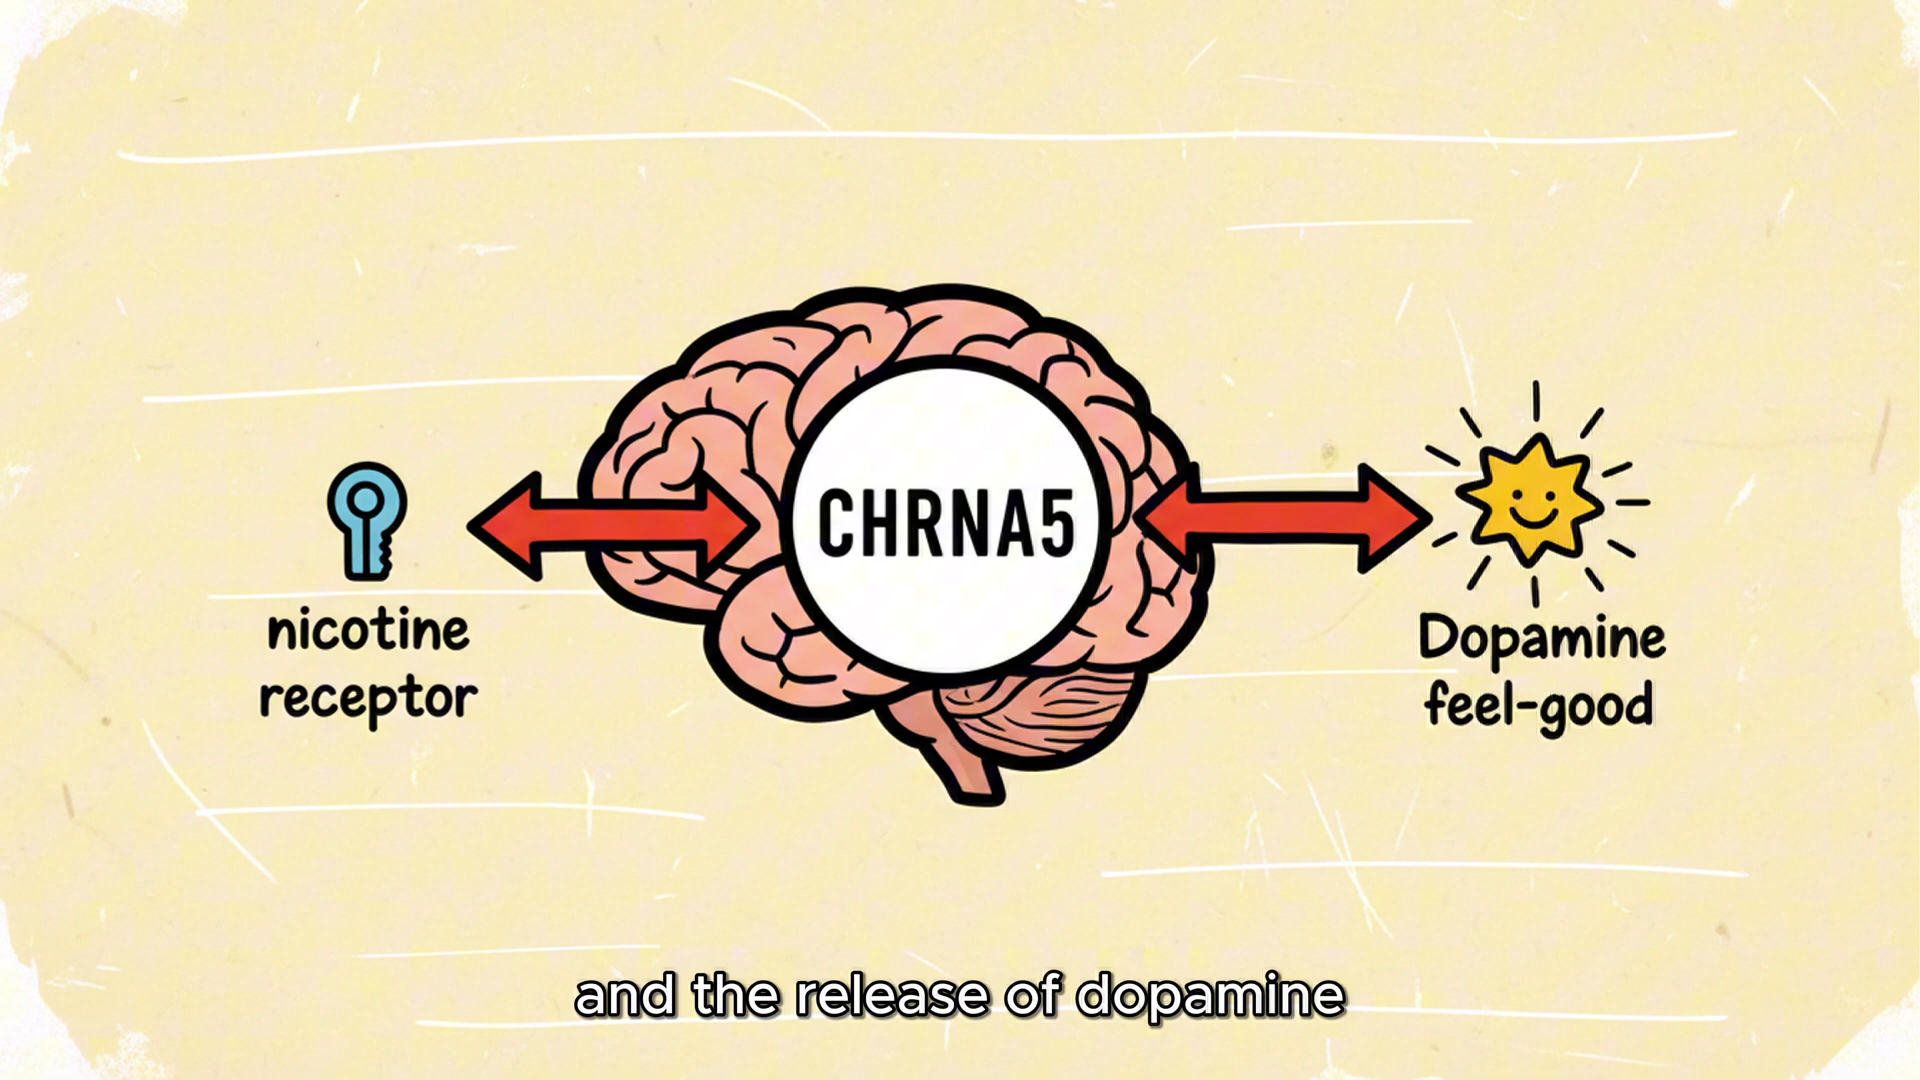 CHRNA5
nicotine
receptor
Dopamine
feel-good
and the release of dopamine